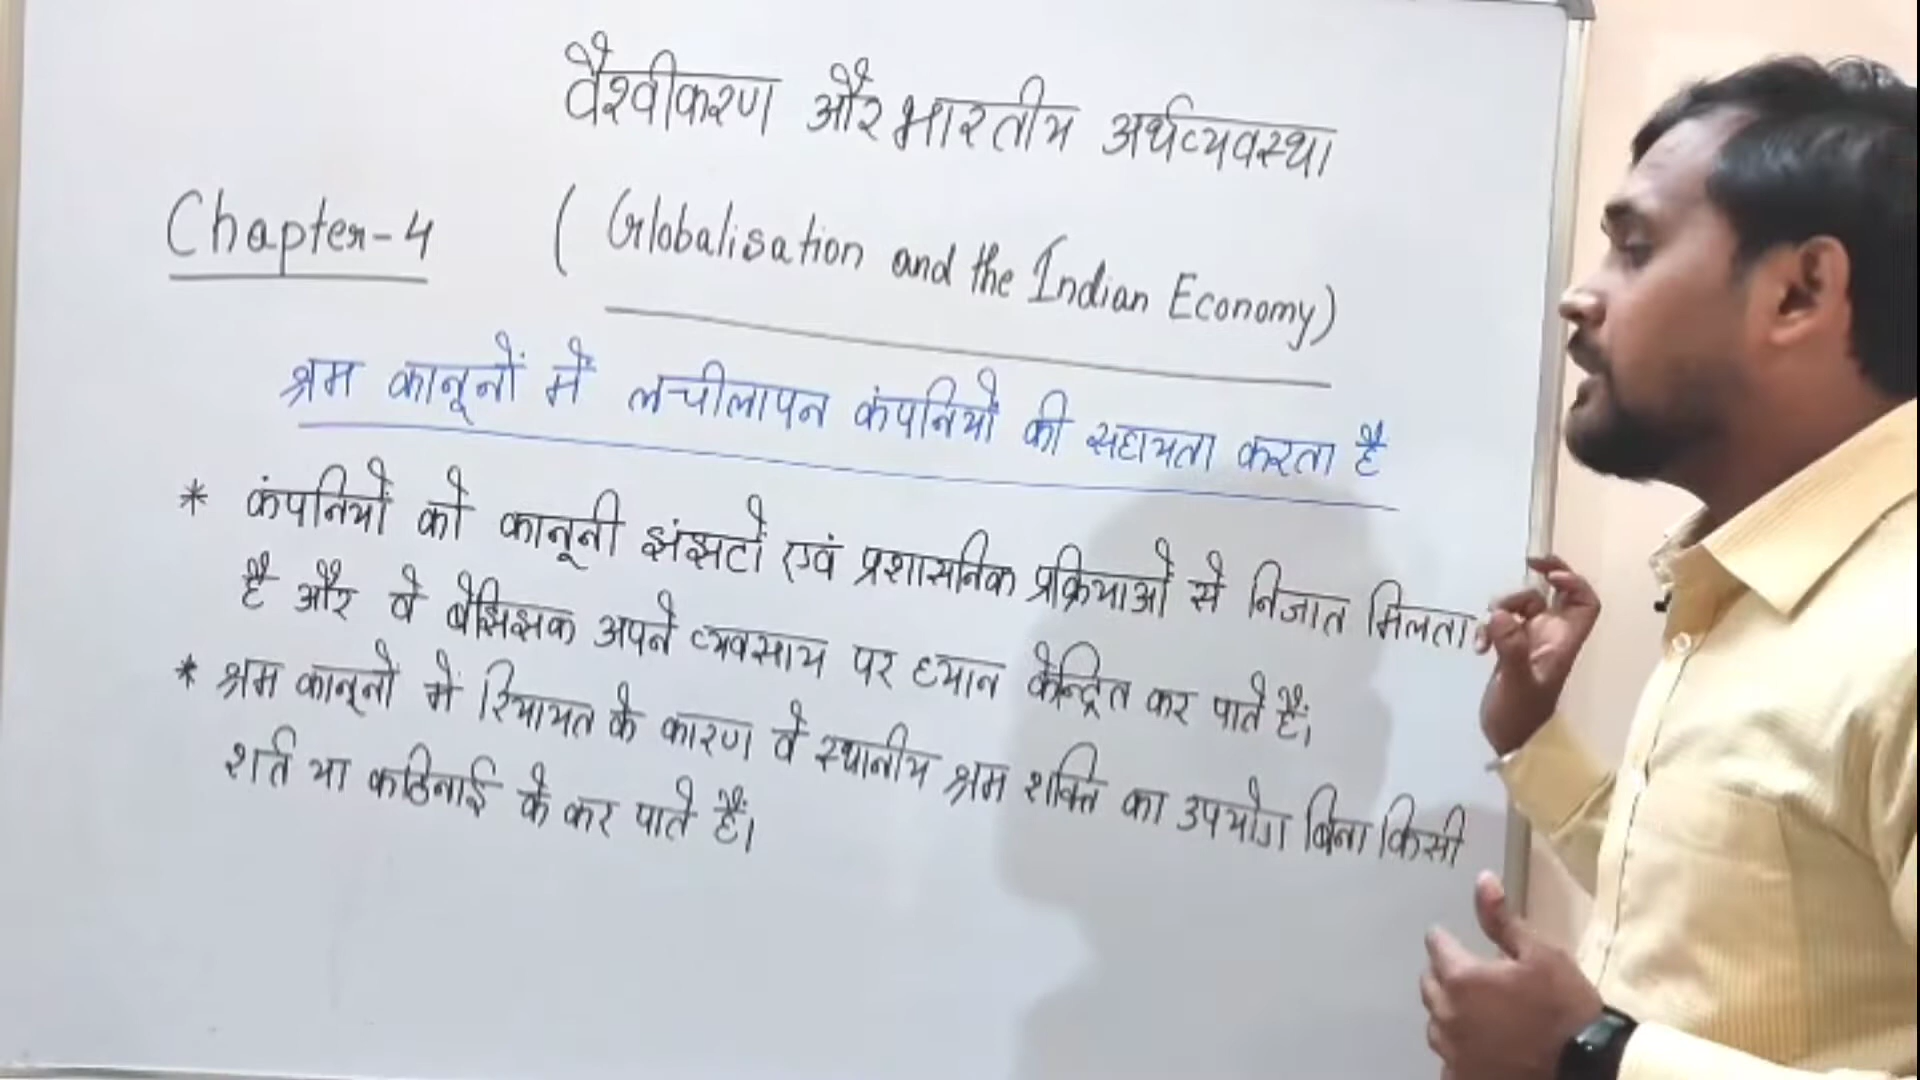 वैश्वीकरण और भारतीय अर्थव्यवस्था
Chapter-4 ( Globalisation and the Indian Economy)
श्रम कानूनों में लचीलापन कंपनियों की सहायता करता है
* कंपनियों को कानूनी झंझटों एवं प्रशासनिक प्रक्रियाओं से निजात मिलता
है और वे बेझिझक अपने व्यवसाय पर ध्यान केन्द्रित कर पाते हैं।
* श्रम कानूनों में रियायत के कारण वे स्थानीय श्रम शक्ति का उपयोग बिना किसी
शर्त या कठिनाई के कर पाते हैं।